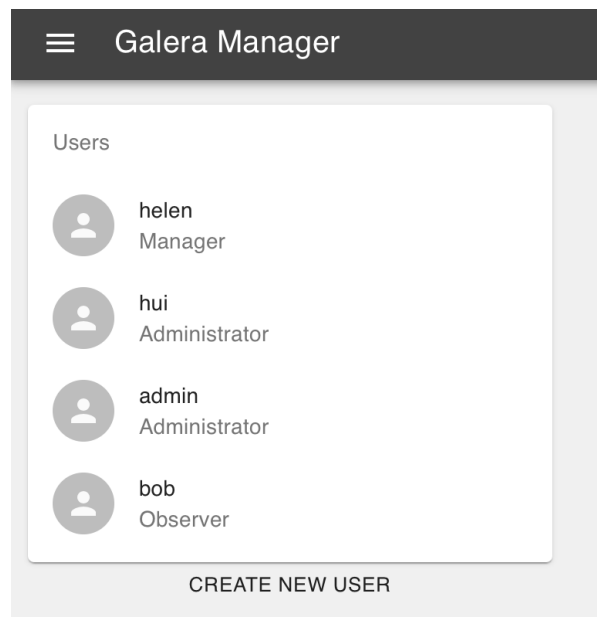 Galera Manager
Users
helen
Manager
hui
Administrator
admin
Administrator
bob
Observer
CREATE NEW USER